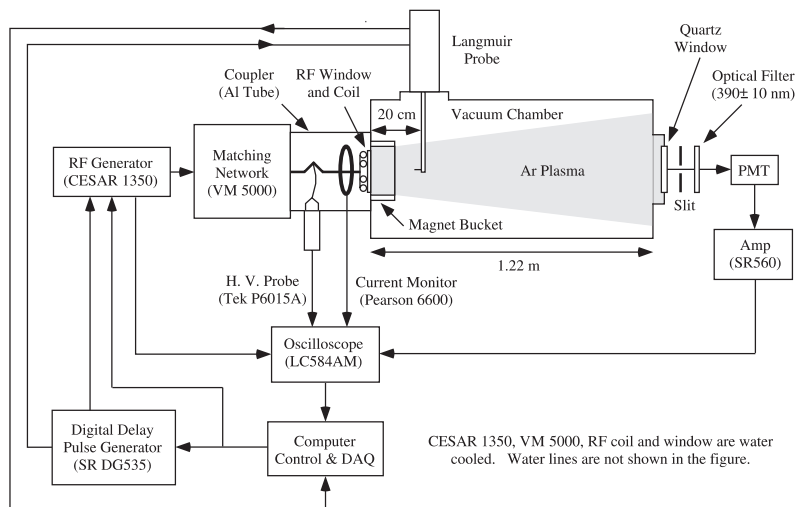 Langmuir
Probe
Quartz
Window
Coupler
(Al Tube)
RF Window
and Coil
20 cm
Vacuum Chamber
Optical Filter
(390± 10 nm)
RF Generator
(CESAR 1350)
Matching
Network
(VM 5000)
Ar Plasma
PMT
Slit
Magnet Bucket
1.22 m
Amp
(SR560)
H. V. Probe
(Tek P6015A)
Current Monitor
(Pearson 6600)
Oscilloscope
(LC584AM)
Digital Delay
Pulse Generator
(SR DG535)
Computer
Control & DAQ
CESAR 1350, VM 5000, RF coil and window are water
cooled. Water lines are not shown in the figure.